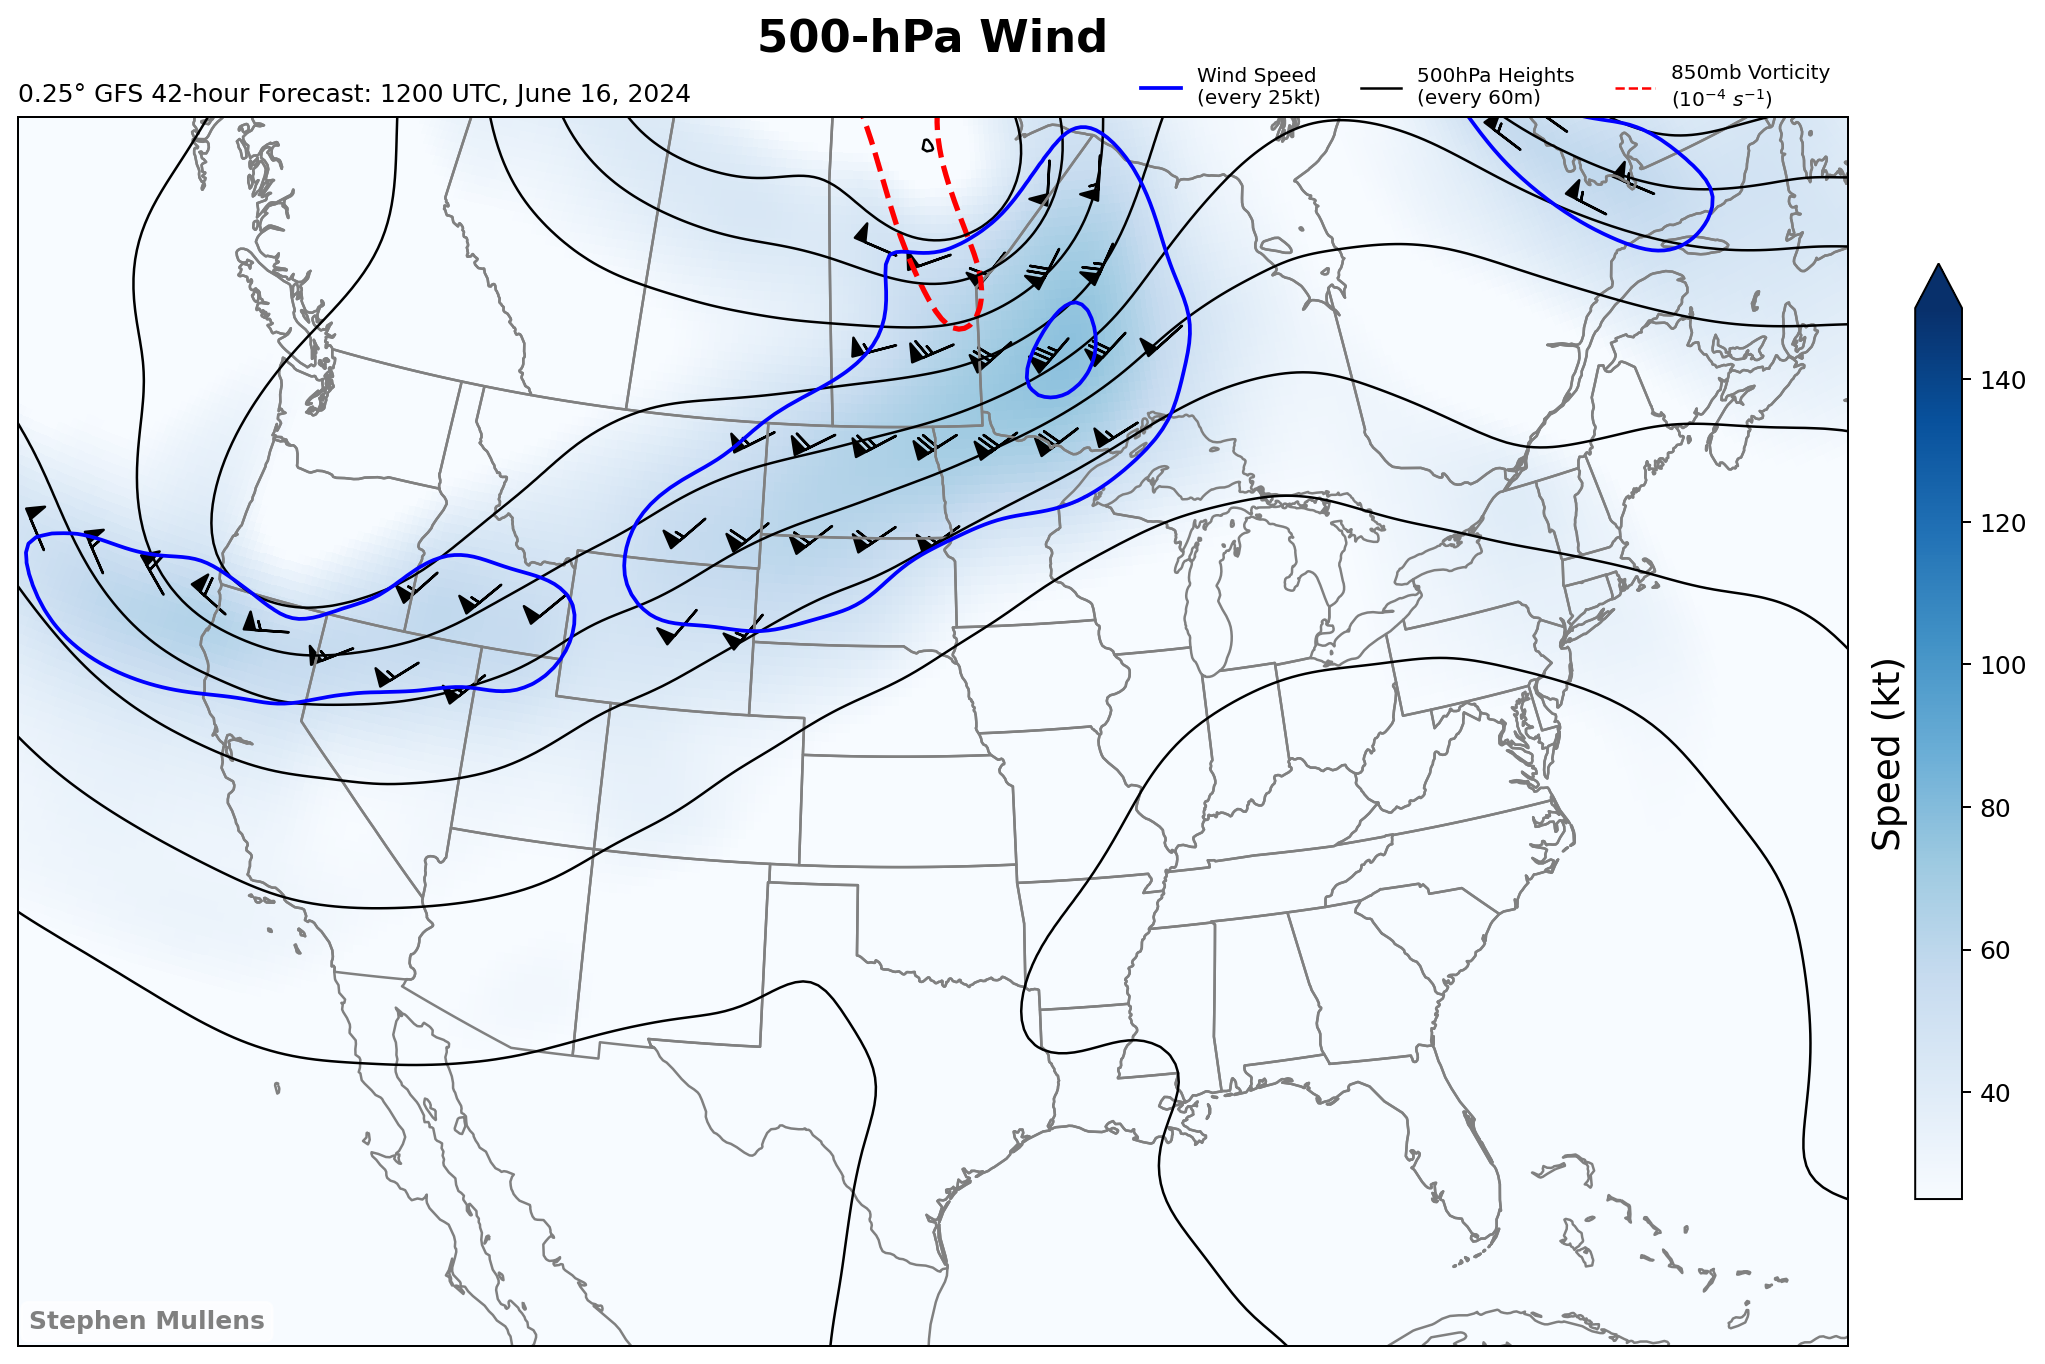 500-hPa Wind
0.25° GFS 42-hour Forecast: 1200 UTC, June 16, 2024
Wind Speed
(every 25kt)
500hPa Heights
(every 60m)
850mb Vorticity
(10⁻⁴ s⁻¹)
140
120
100
80
60
40
Speed (kt)
Stephen Mullens